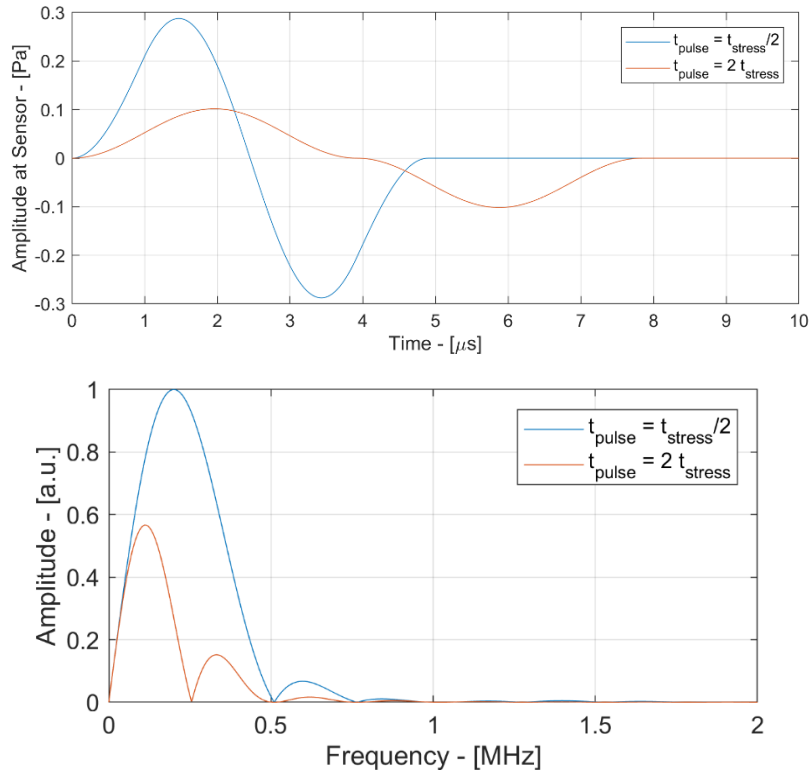 0.3
0.2
0.1
0
-0.1
-0.2
-0.3
Amplitude at Sensor - [Pa]
t_pulse = t_stress/2
t_pulse = 2 t_stress
0 1 2 3 4 5 6 7 8 9 10
Time - [μs]
1
0.8
0.6
0.4
0.2
0
Amplitude - [a.u.]
t_pulse = t_stress/2
t_pulse = 2 t_stress
0 0.5 1 1.5 2
Frequency - [MHz]